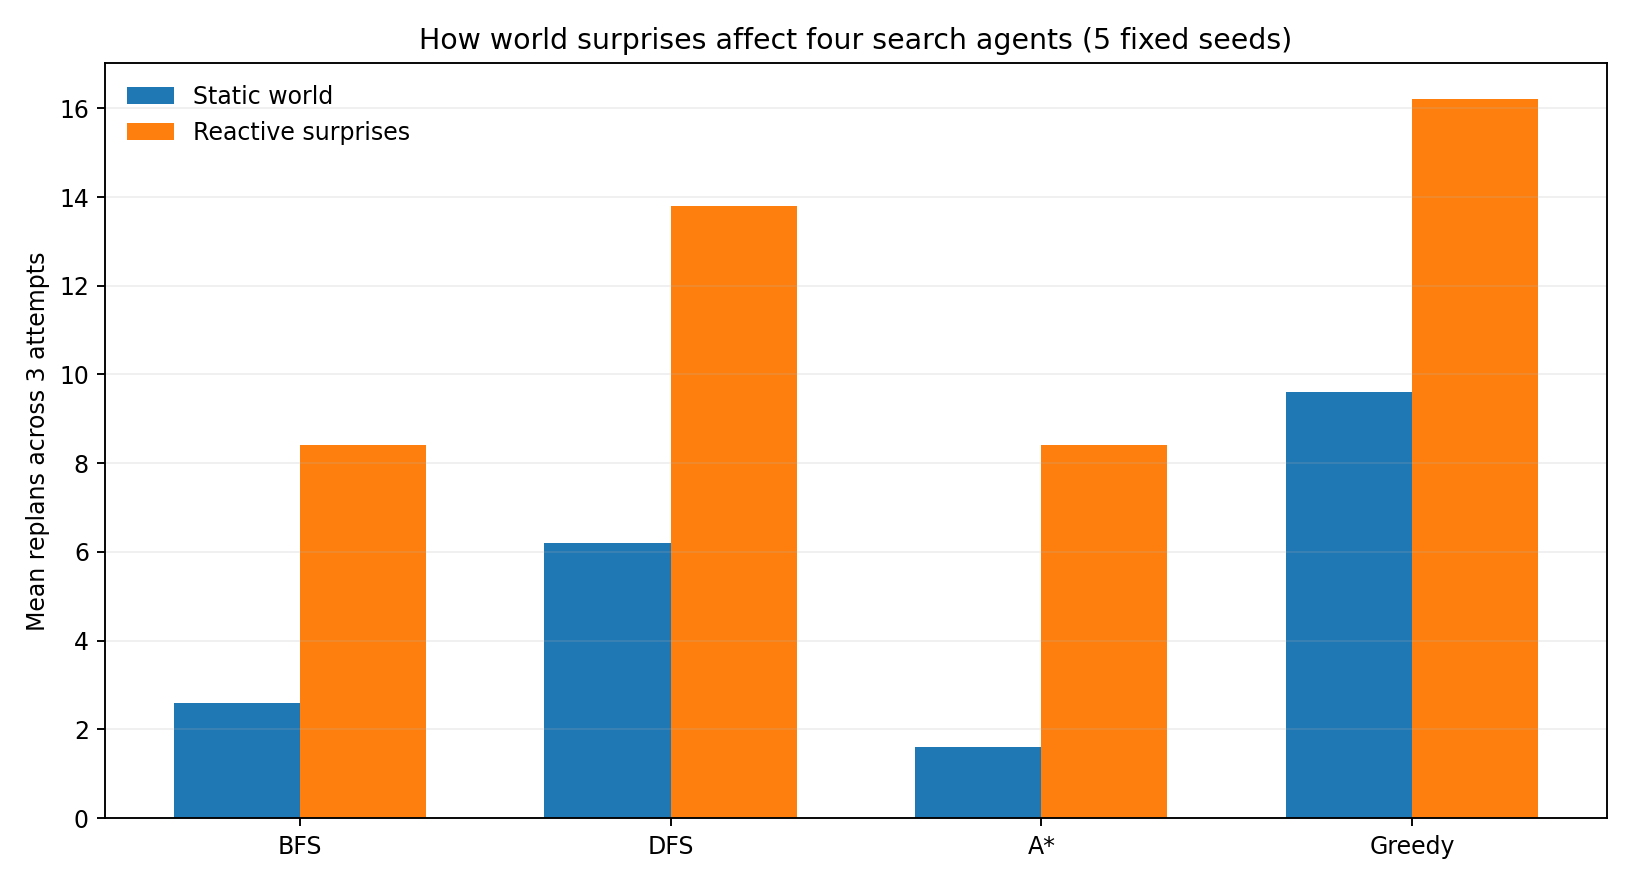 How world surprises affect four search agents (5 fixed seeds)
Static world
Reactive surprises
Mean replans across 3 attempts
16
14
12
10
8
6
4
2
0
BFS
DFS
A*
Greedy